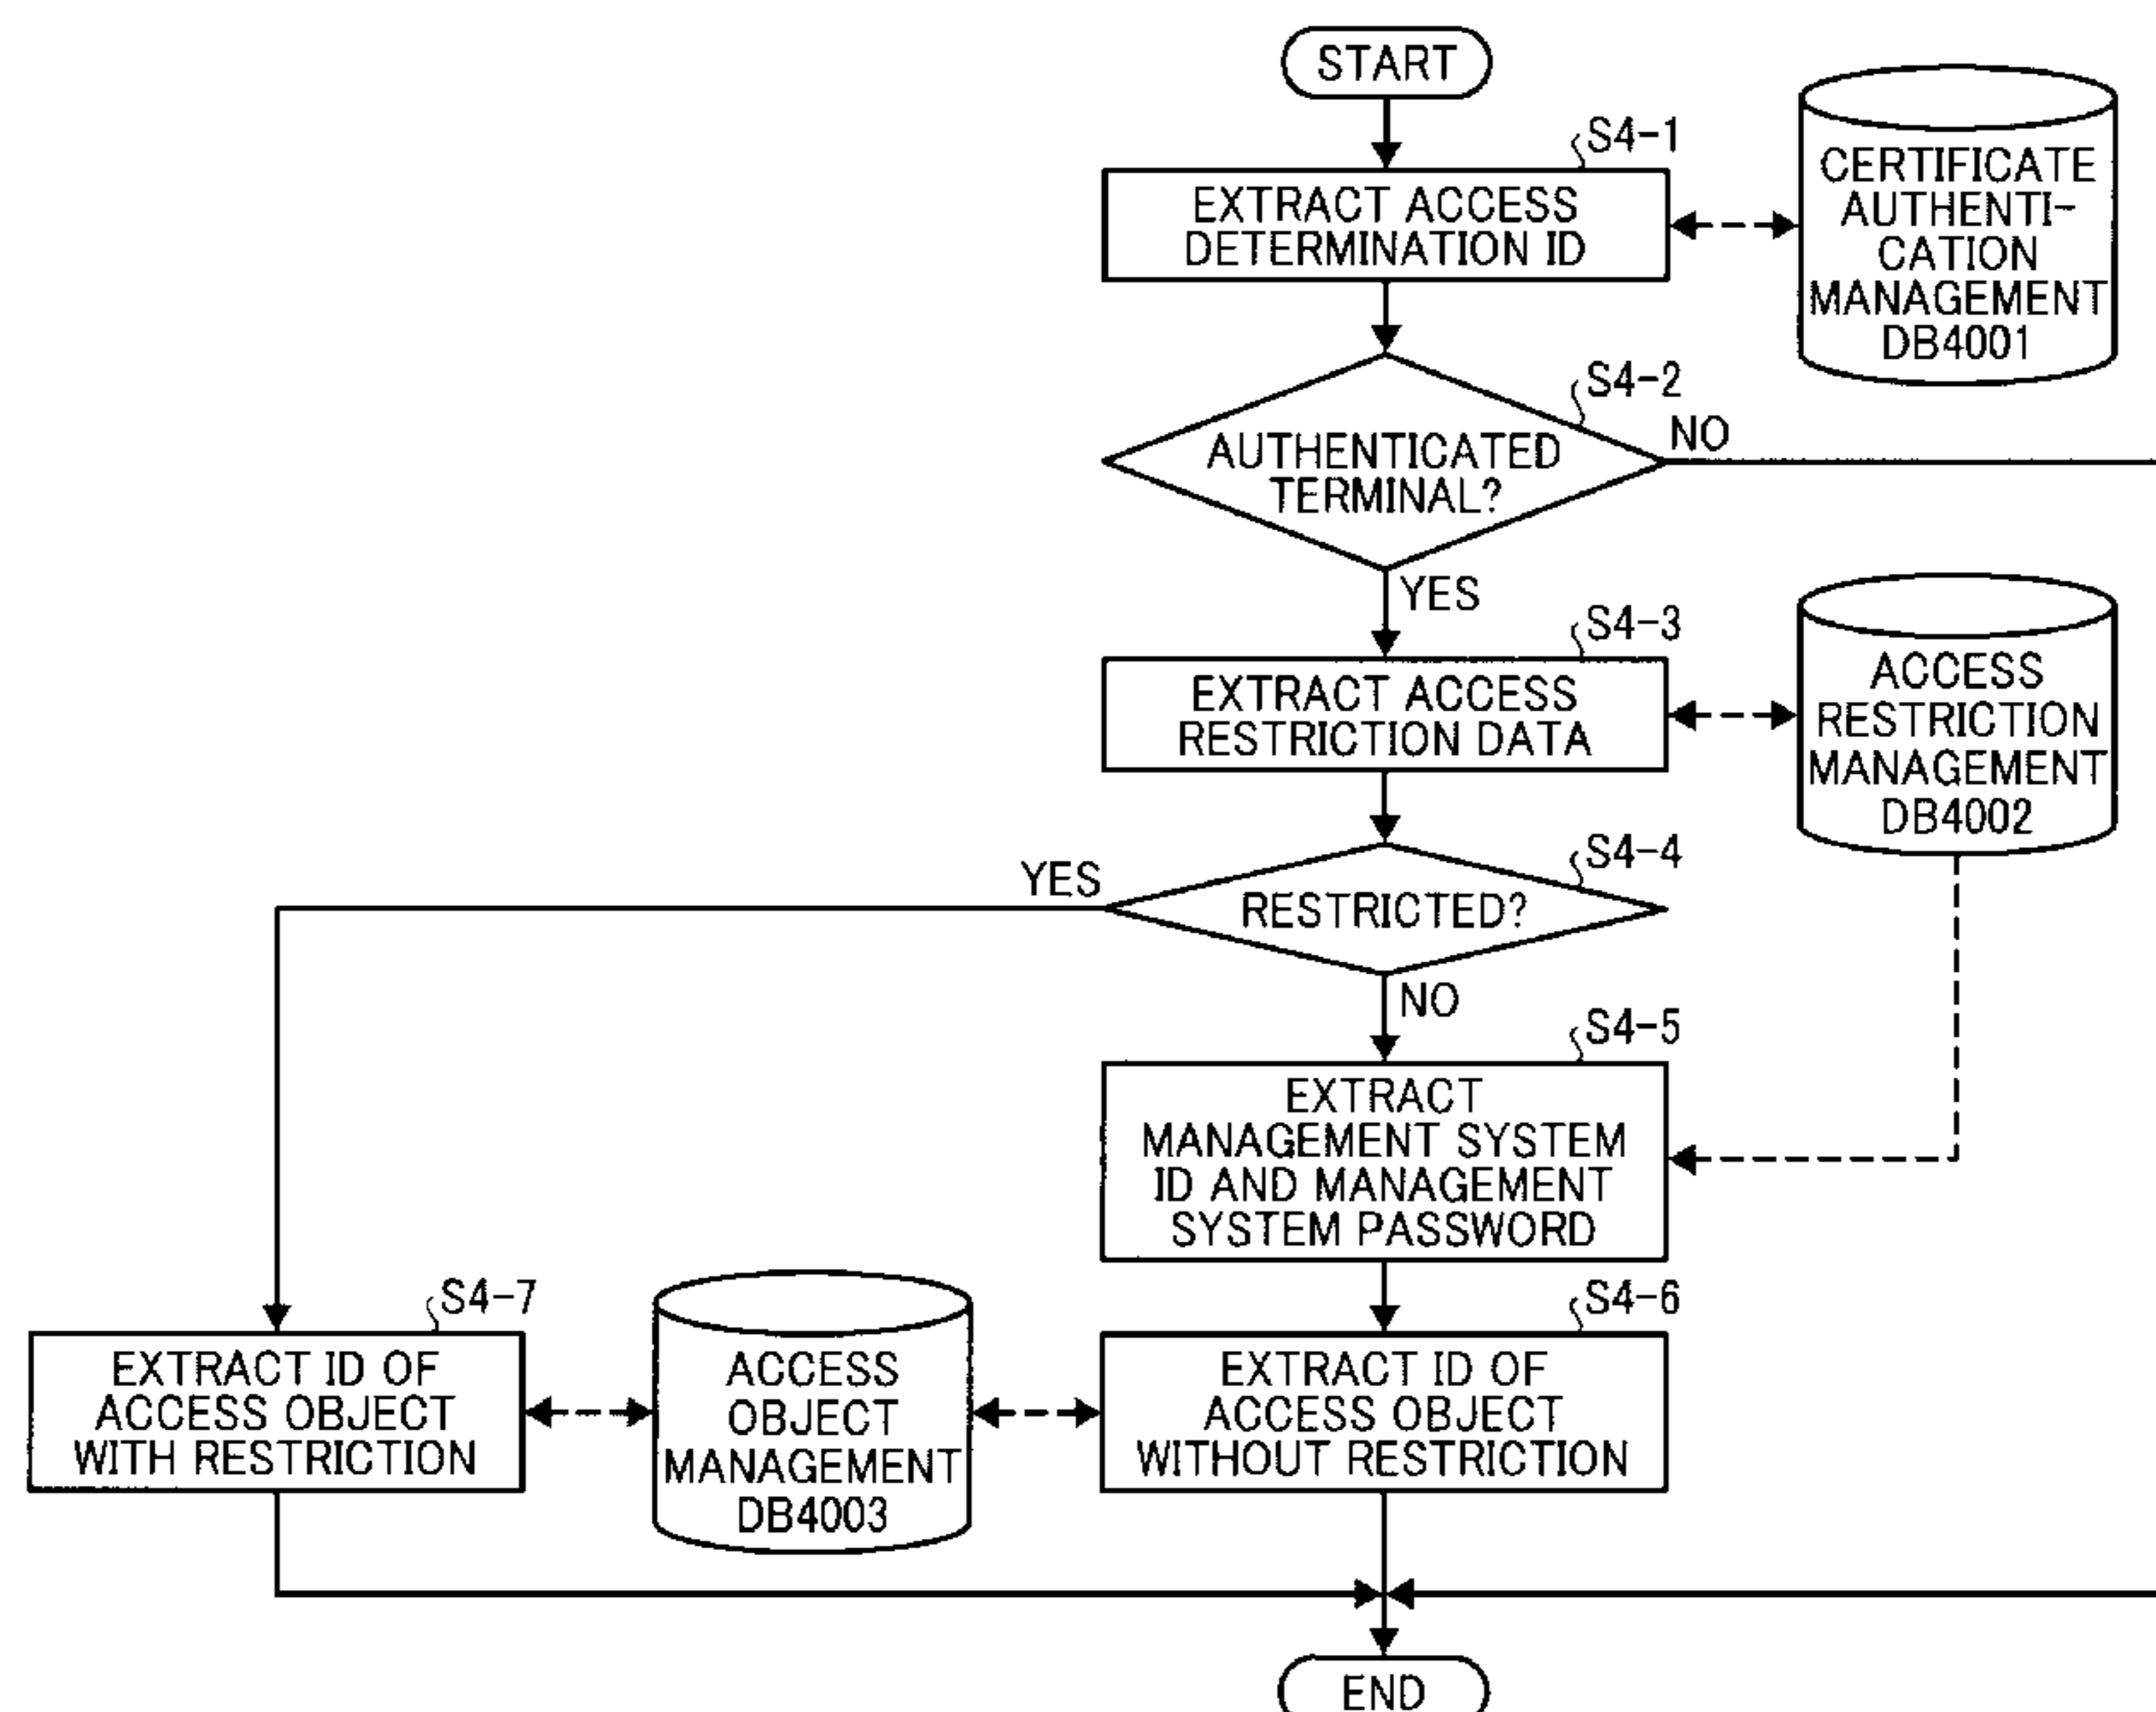 START
S4-1
EXTRACT ACCESS
DETERMINATION ID
CERTIFICATE
AUTHENTI-
CATION
MANAGEMENT
DB4001
S4-2
AUTHENTICATED
TERMINAL?
NO
YES
S4-3
EXTRACT ACCESS
RESTRICTION DATA
ACCESS
RESTRICTION
MANAGEMENT
DB4002
S4-4
YES
RESTRICTED?
NO
S4-5
EXTRACT
MANAGEMENT SYSTEM
ID AND MANAGEMENT
SYSTEM PASSWORD
S4-7
EXTRACT ID OF
ACCESS OBJECT
WITH RESTRICTION
ACCESS
OBJECT
MANAGEMENT
DB4003
S4-6
EXTRACT ID OF
ACCESS OBJECT
WITHOUT RESTRICTION
END